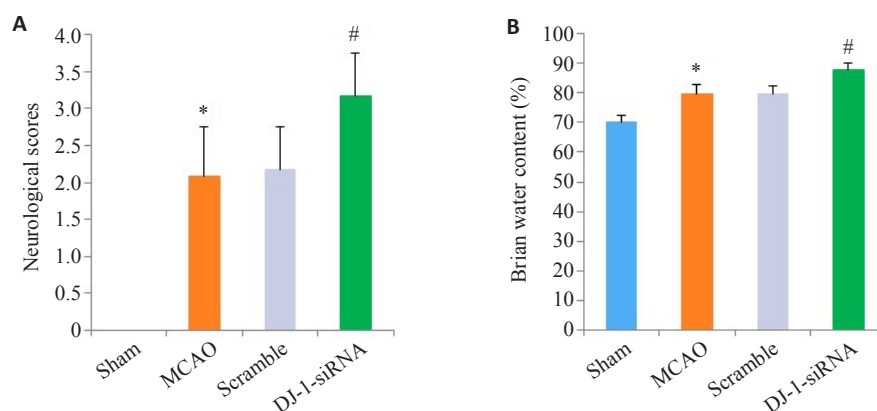 A
Neurological scores
4.0
3.5
3.0
2.5
2.0
1.5
1.0
0.5
0
*
#
Sham
MCAO
Scramble
DJ-1-siRNA
B
Brian water content (%)
100
90
80
70
60
50
40
30
20
10
0
*
#
Sham
MCAO
Scramble
DJ-1-siRNA